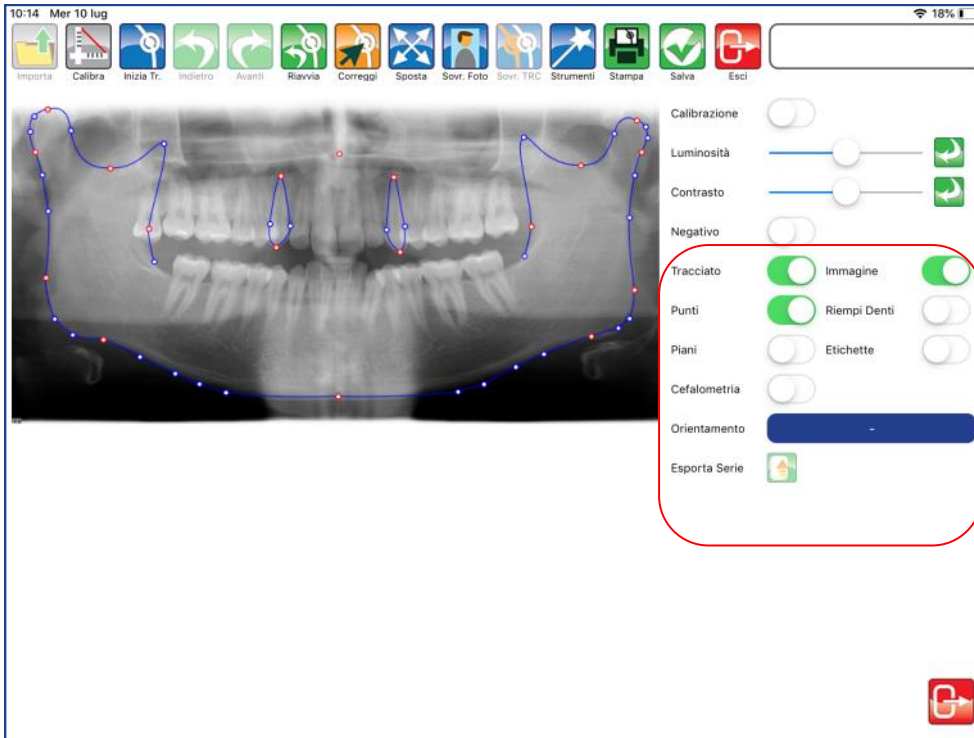 10:14 Mer 10 lug 18%
Importa Calibra Inizia Tr. Indietro Avanti Riavvia Correggi Sposta Sovr. Foto Sovr. TRC Strumenti Stampa Salva Esci
Calibrazione
Luminosità
Contrasto
Negativo
Tracciato Immagine
Punti Riempi Denti
Piani Etichette
Cefalometria
Orientamento -
Esporta Serie